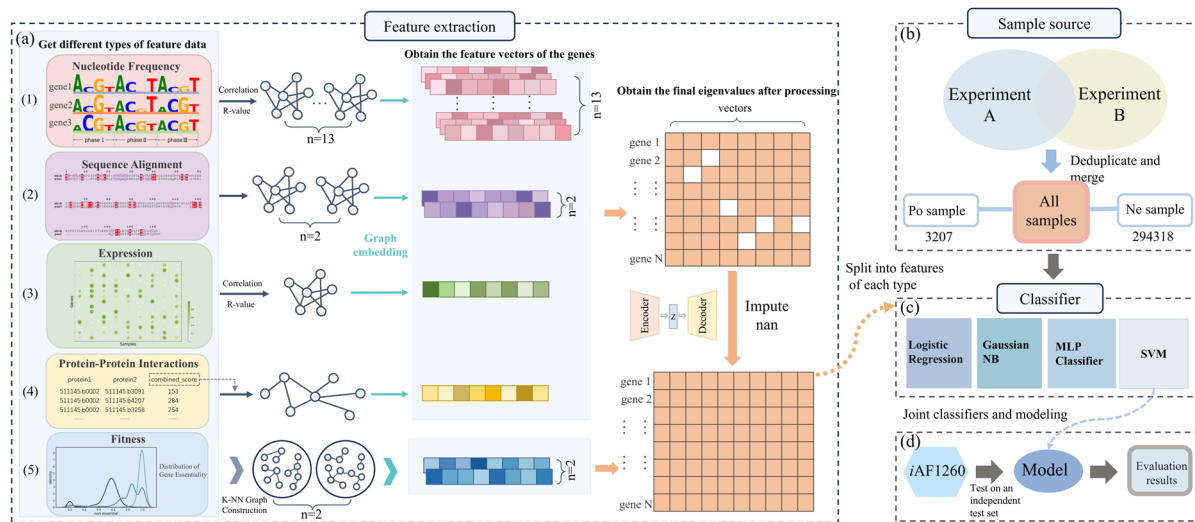 Feature extraction
(a)
Get different types of feature data
Nucleotide Frequency
gene1
gene2
gene3
phase I
phase II
phase III
(1)
Correlation
R-value
n=13
Obtain the feature vectors of the genes
n=13
Sequence Alignment
(2)
n=2
n=2
Graph
embedding
Expression
Genes
Samples
(3)
Correlation
R-value
Protein-Protein Interactions
protein1 protein2 combined_score
511145.b0002 511145.b3091 153
511145.b0002 511145.b4207 284
511145.b0002 511145.b3258 254
(4)
Fitness
Distribution of
Gene Essentiality
density
non essential
(5)
K-NN Graph
Construction
n=2
n=2
Obtain the final eigenvalues after processing
vectors
gene 1
gene 2
gene N
Encoder
Z
Decoder
Impute
nan
gene 1
gene 2
gene N
Sample source
(b)
Experiment
A
Experiment
B
Deduplicate and
merge
Po sample
3207
All
samples
Ne sample
294318
Split into features
of each type
Classifier
(c)
Logistic
Regression
Gaussian
NB
MLP
Classifier
SVM
Joint classifiers and modeling
(d)
iAF1260
Test on an
independent
test set
Model
Evaluation
results